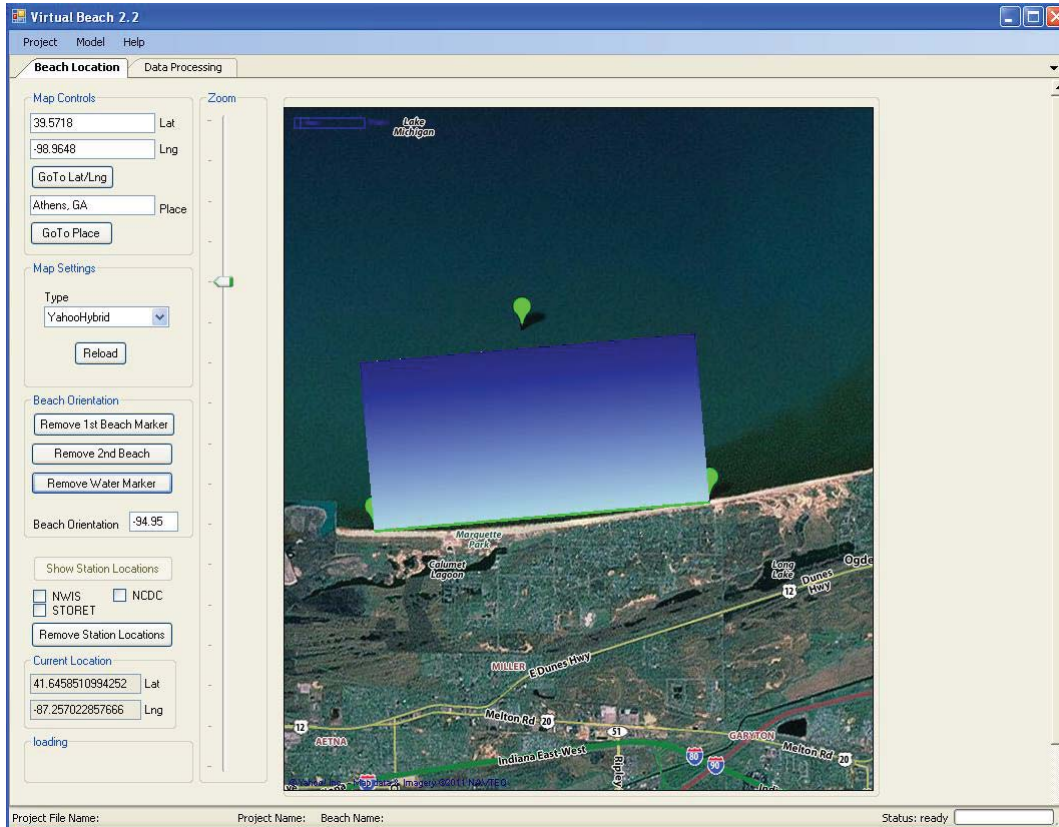 Virtual Beach 2.2
Project Model Help
Beach Location
Data Processing
Map Controls
39.5718 Lat
-98.9648 Lng
GoTo Lat/Lng
Athens, GA Place
GoTo Place
Map Settings
Type
YahooHybrid
Reload
Beach Orientation
Remove 1st Beach Marker
Remove 2nd Beach
Remove Water Marker
Beach Orientation -94.95
Show Station Locations
NWIS NCDC
STORET
Remove Station Locations
Current Location
41.6458510994252 Lat
-87.257022857666 Lng
loading
Zoom
Lake
Michigan
Marquette
Park
Calumet
Lagoon
Long
Lake
Ogde
12
Dunes
Hwy
MILLER
E Dunes Hwy
12
Melton Rd 20
51
AETNA
GARYTON
Indiana East-West
80
90
Melton Rd
20
Ripley
Map data & Imagery ©2011 NAVTEQ
Project File Name: Project Name: Beach Name: Status: ready